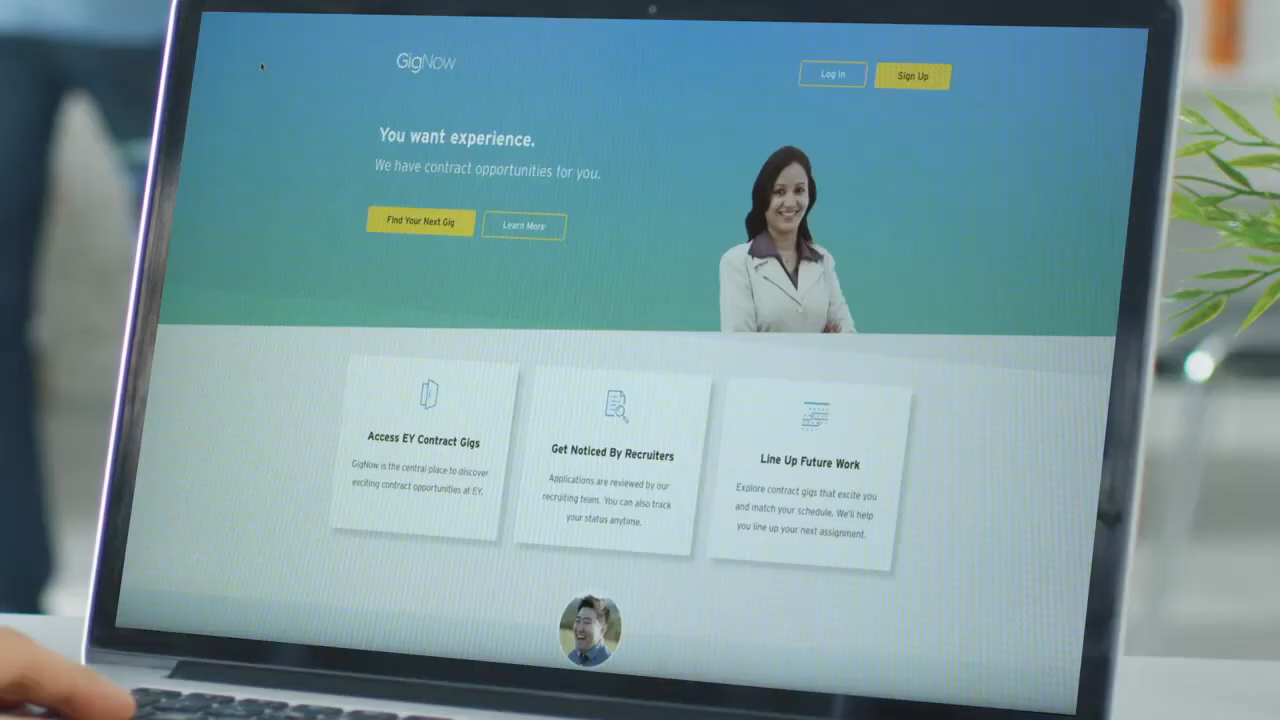 GigNow
Log In
Sign Up
You want experience.
We have contract opportunities for you.
Find Your Next Gig
Learn More
Access EY Contract Gigs
GigNow is the central place to discover
exciting contract opportunities at EY.
Get Noticed By Recruiters
Applications are reviewed by our
recruiting team. You can also track
your status anytime.
Line Up Future Work
Explore contract gigs that excite you
and match your schedule. We'll help
you line up your next assignment.